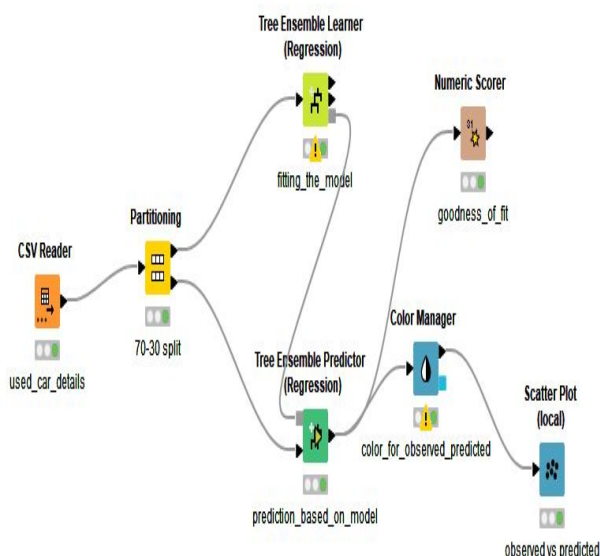 Tree Ensemble Learner
(Regression)
fitting_the_model
Numeric Scorer
S1
goodness_of_fit
Partitioning
70-30 split
CSV Reader
used_car_details
Tree Ensemble Predictor
(Regression)
prediction_based_on_model
Color Manager
color_for_observed_predicted
Scatter Plot
(local)
observed vs predicted